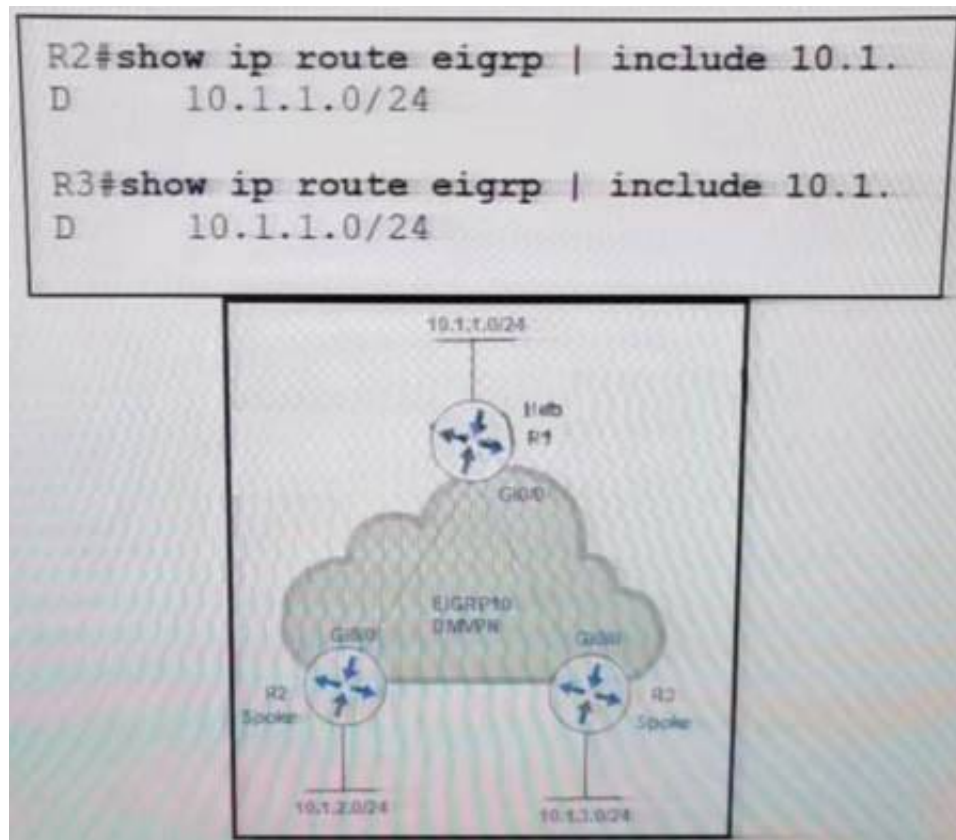 R2#show ip route eigrp | include 10.1.
D 10.1.1.0/24
R3#show ip route eigrp | include 10.1.
D 10.1.1.0/24
10.1.1.0/24
Hub
R1
Gi0/0
EIGRP10
DMVPN
Gi0/0
Gi0/0
R2
Spoke
R3
Spoke
10.1.2.0/24
10.1.3.0/24